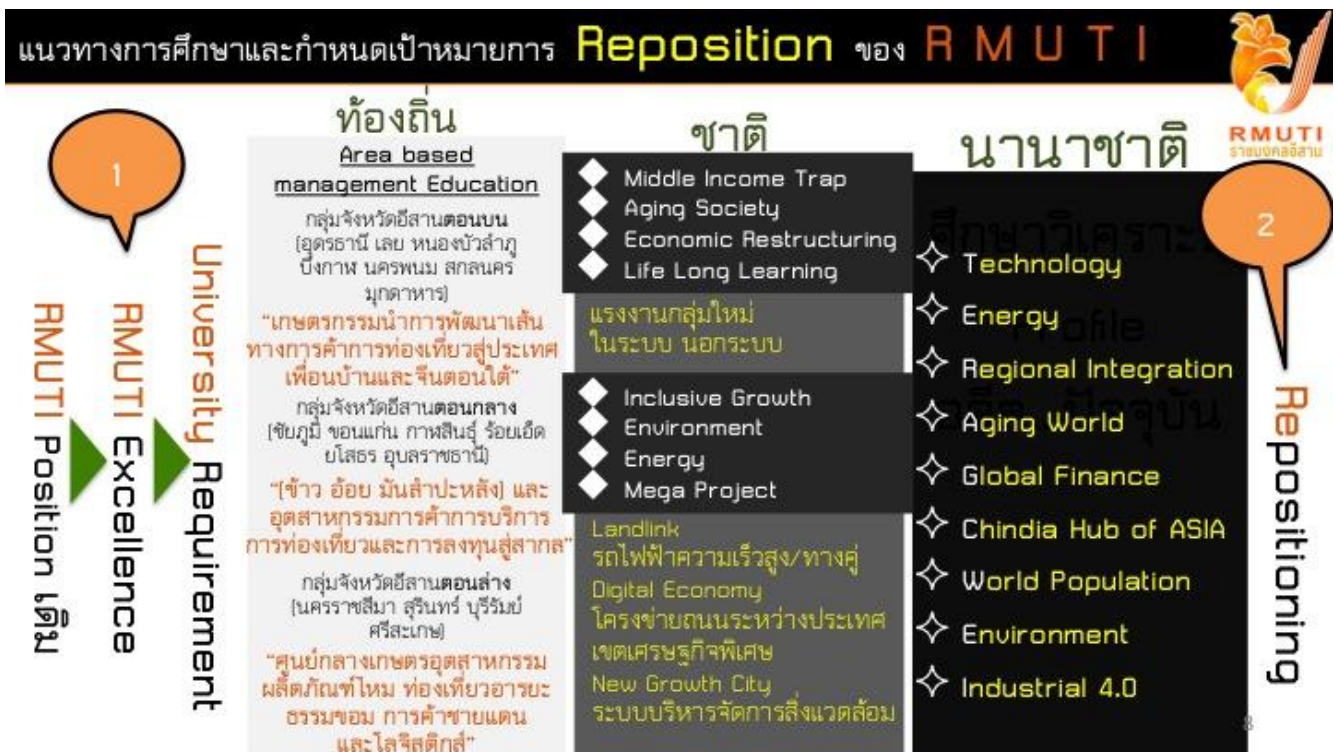 แนวทางการศึกษาและกำหนดเป้าหมายการ Reposition ของ RMUTI
RMUTI
ราชมงคลอีสาน
1
RMUTI Position เดิม
RMUTI Excellence
University Requirement
ท้องถิ่น
Area based
management Education
กลุ่มจังหวัดอีสานตอนบน
(อุดรธานี เลย หนองบัวลำภู
บึงกาฬ นครพนม สกลนคร
มุกดาหาร)
"เกษตรกรรมนำการพัฒนาเส้น
ทางการค้าการท่องเที่ยวสู่ประเทศ
เพื่อนบ้านและจีนตอนใต้"
กลุ่มจังหวัดอีสานตอนกลาง
(ชัยภูมิ ขอนแก่น กาฬสินธุ์ ร้อยเอ็ด
ยโสธร อุบลราชธานี)
"(ข้าว อ้อย มันสำปะหลัง) และ
อุตสาหกรรมการค้าการบริการ
การท่องเที่ยวและการลงทุนสู่สากล"
กลุ่มจังหวัดอีสานตอนล่าง
(นครราชสีมา สุรินทร์ บุรีรัมย์
ศรีสะเกษ)
"ศูนย์กลางเกษตรอุตสาหกรรม
ผลิตภัณฑ์ไหม ท่องเที่ยวอารยะ
ธรรมขอม การค้าชายแดน
และโลจิสติกส์"
ชาติ
Middle Income Trap
Aging Society
Economic Restructuring
Life Long Learning
แรงงานกลุ่มใหม่
ในระบบ นอกระบบ
Inclusive Growth
Environment
Energy
Mega Project
Landlink
รถไฟฟ้าความเร็วสูง/ทางคู่
Digital Economy
โครงข่ายถนนระหว่างประเทศ
เขตเศรษฐกิจพิเศษ
New Growth City
ระบบบริหารจัดการสิ่งแวดล้อม
นานาชาติ
Technology
Energy
Regional Integration
Aging World
Global Finance
Chindia Hub of ASIA
World Population
Environment
Industrial 4.0
2
Repositioning
8